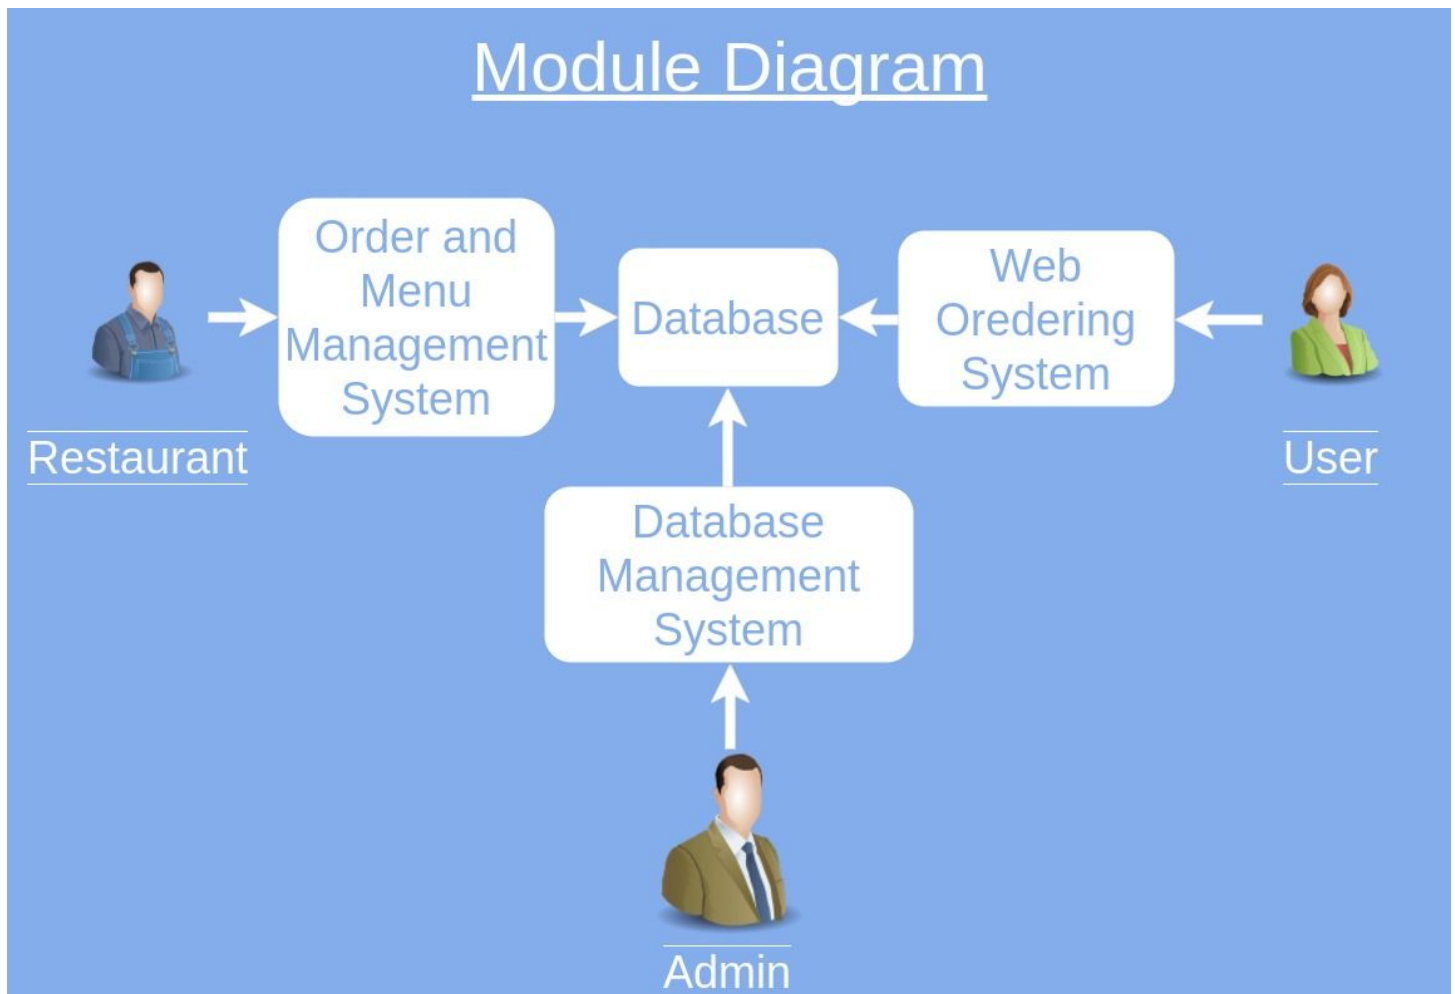 Module Diagram
Order and
Menu
Management
System
Database
Web
Oredering
System
Restaurant
User
Database
Management
System
Admin